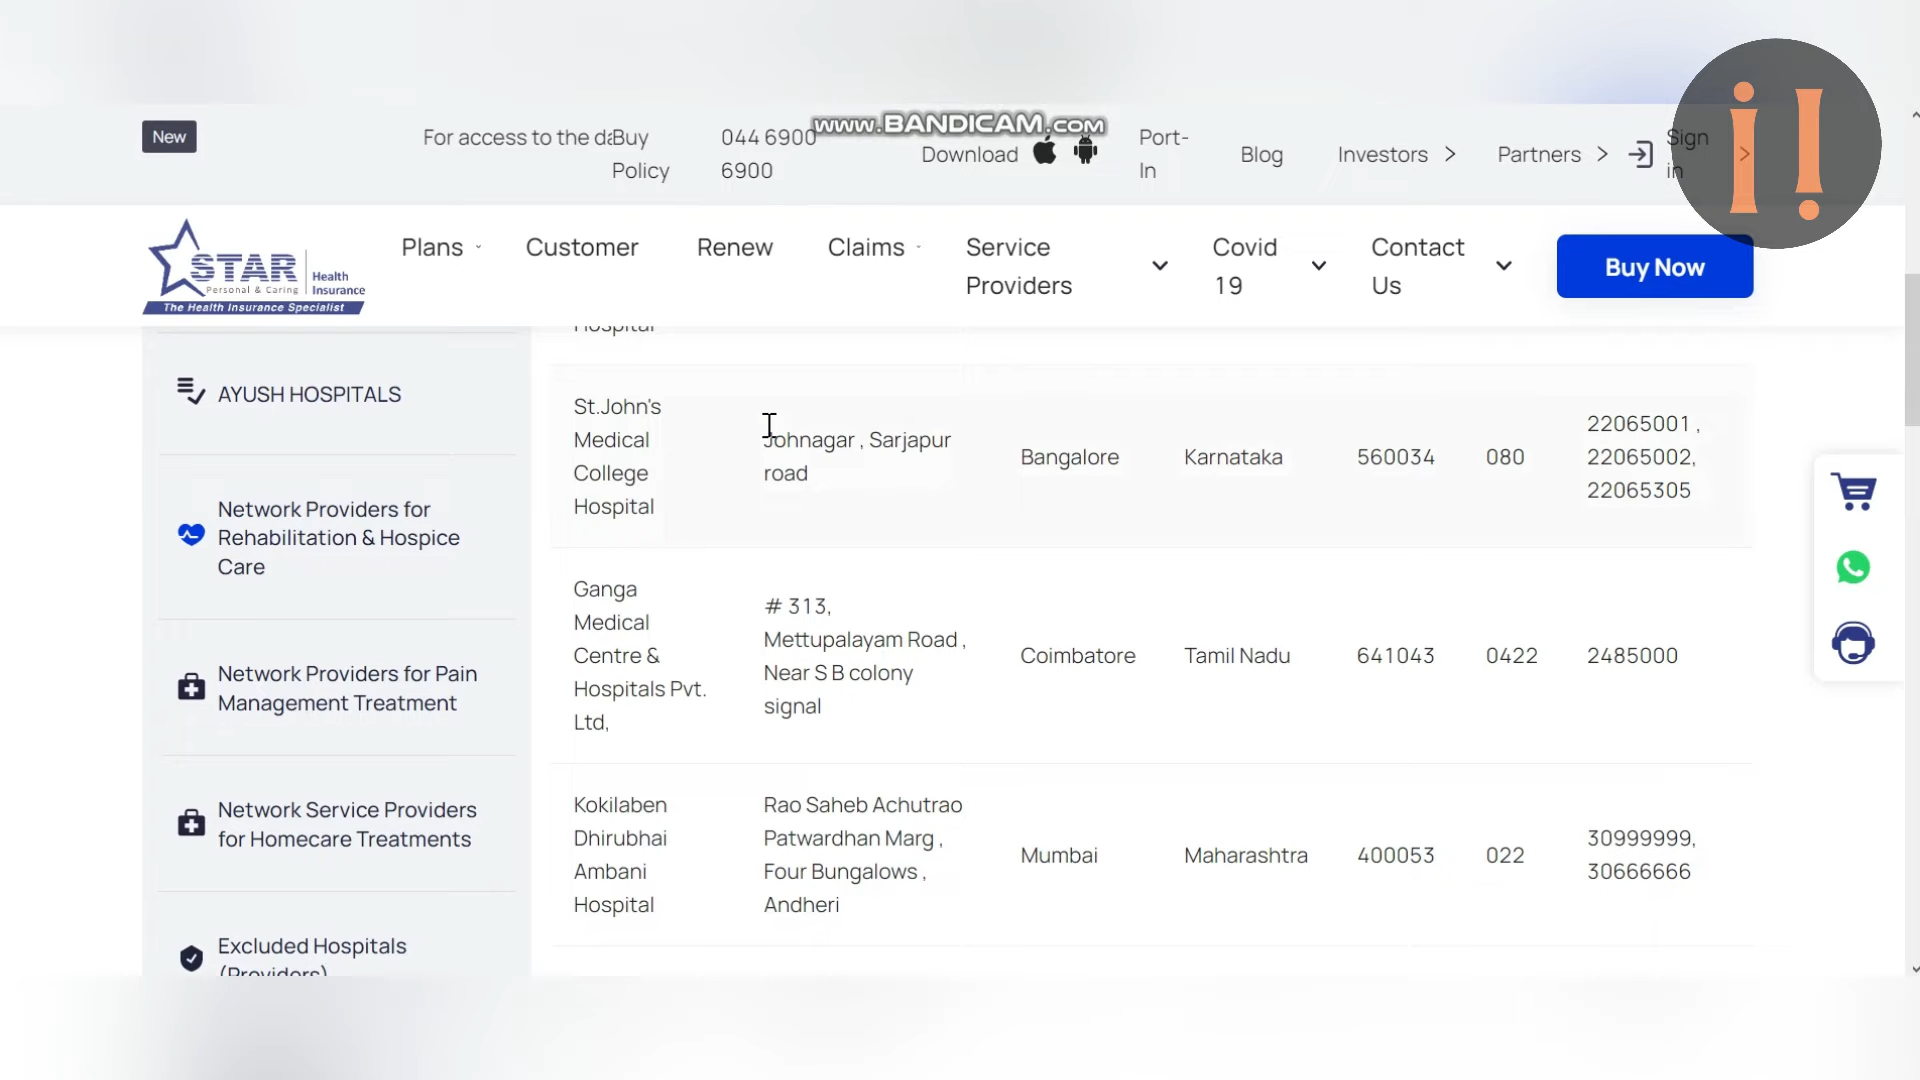 www.BANDICAM.com
New
For access to the da
Buy
Policy
044 6900
6900
Download
Port-
In
Blog
Investors
Partners
Sign
in
STAR
Health
Insurance
Personal & Caring
The Health Insurance Specialist
Plans
Customer
Renew
Claims
Service
Providers
Covid
19
Contact
Us
Buy Now
AYUSH HOSPITALS
Network Providers for
Rehabilitation & Hospice
Care
Network Providers for Pain
Management Treatment
Network Service Providers
for Homecare Treatments
Excluded Hospitals
(Providers)
Hospital
St.John's
Medical
College
Hospital
Johnagar , Sarjapur
road
Bangalore
Karnataka
560034
080
22065001 ,
22065002,
22065305
Ganga
Medical
Centre &
Hospitals Pvt.
Ltd,
# 313,
Mettupalayam Road ,
Near S B colony
signal
Coimbatore
Tamil Nadu
641043
0422
2485000
Kokilaben
Dhirubhai
Ambani
Hospital
Rao Saheb Achutrao
Patwardhan Marg ,
Four Bungalows ,
Andheri
Mumbai
Maharashtra
400053
022
30999999,
30666666